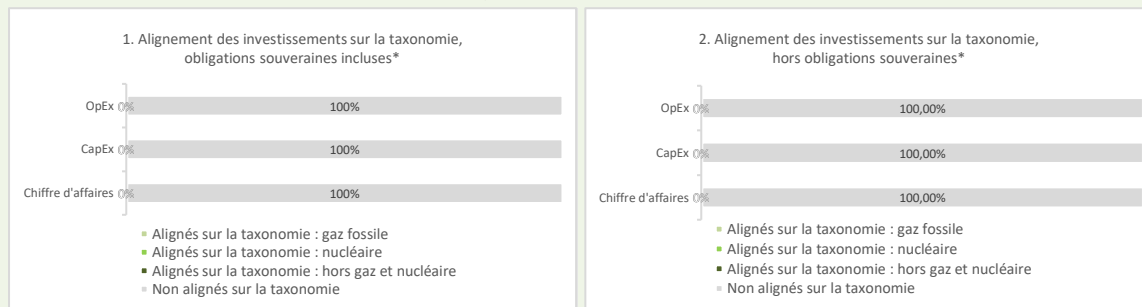 1. Alignement des investissements sur la taxonomie,
obligations souveraines incluses*
OpEx 0% 100%
CapEx 0% 100%
Chiffre d'affaires 0% 100%
Alignés sur la taxonomie : gaz fossile
Alignés sur la taxonomie : nucléaire
Alignés sur la taxonomie : hors gaz et nucléaire
Non alignés sur la taxonomie
2. Alignement des investissements sur la taxonomie,
hors obligations souveraines*
OpEx 0% 100,00%
CapEx 0% 100,00%
Chiffre d'affaires 0% 100,00%
Alignés sur la taxonomie : gaz fossile
Alignés sur la taxonomie : nucléaire
Alignés sur la taxonomie : hors gaz et nucléaire
Non alignés sur la taxonomie